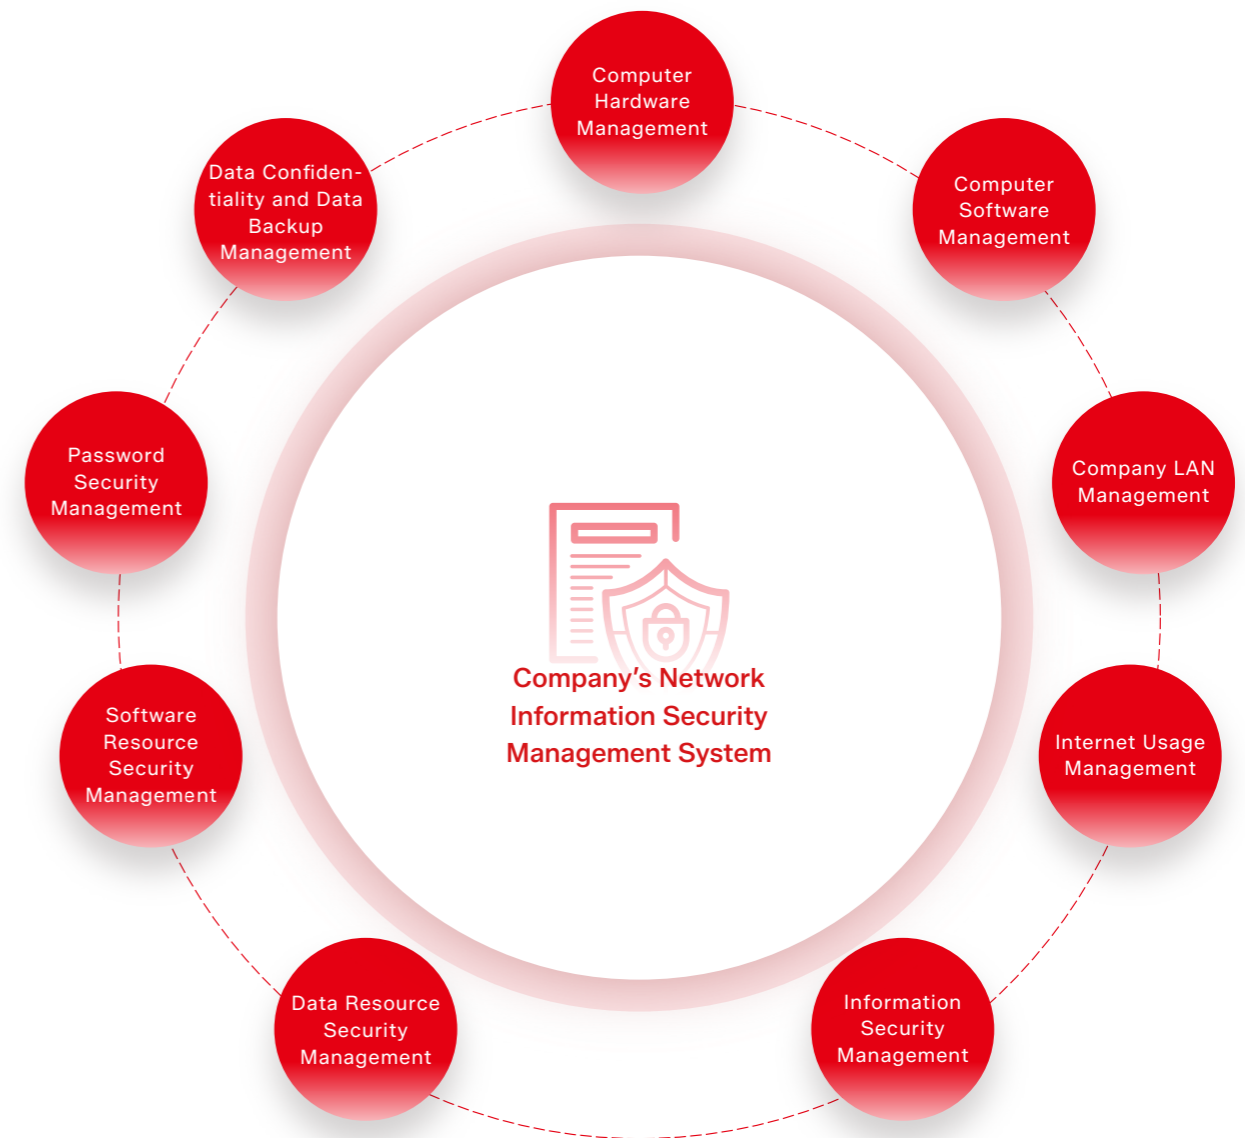 Computer
Hardware
Management
Computer
Software
Management
Company LAN
Management
Internet Usage
Management
Information
Security
Management
Data Resource
Security
Management
Software
Resource
Security
Management
Password
Security
Management
Data Confiden-
tiality and Data
Backup
Management
Company’s Network
Information Security
Management System